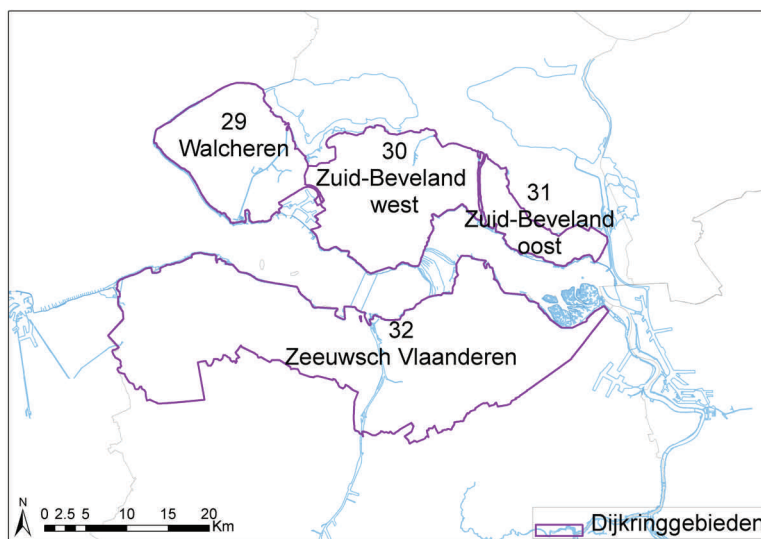 29
Walcheren
30
Zuid-Beveland
west
31
Zuid-Beveland
oost
32
Zeeuwsch Vlaanderen
N
0 2.5 5 10 15 20
Km
Dijkringgebieden